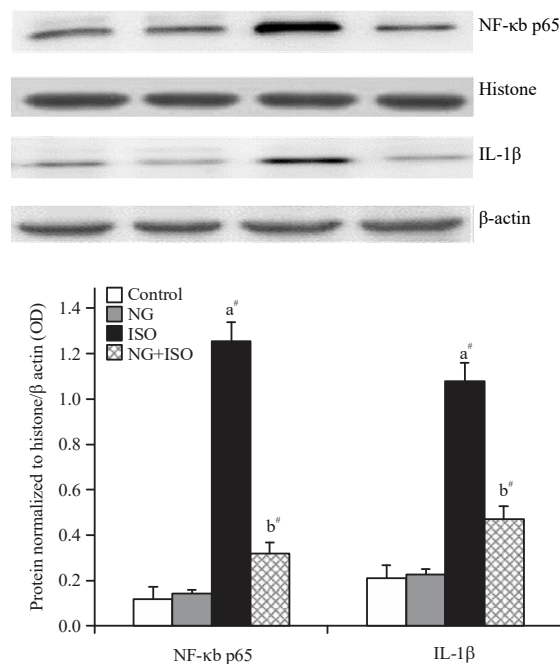 NF-κb p65
Histone
IL-1β
β-actin
Protein normalized to histone/β actin (OD)
1.4
1.2
1.0
0.8
0.6
0.4
0.2
0.0
Control
NG
ISO
NG+ISO
a#
b#
a#
b#
NF-κb p65
IL-1β